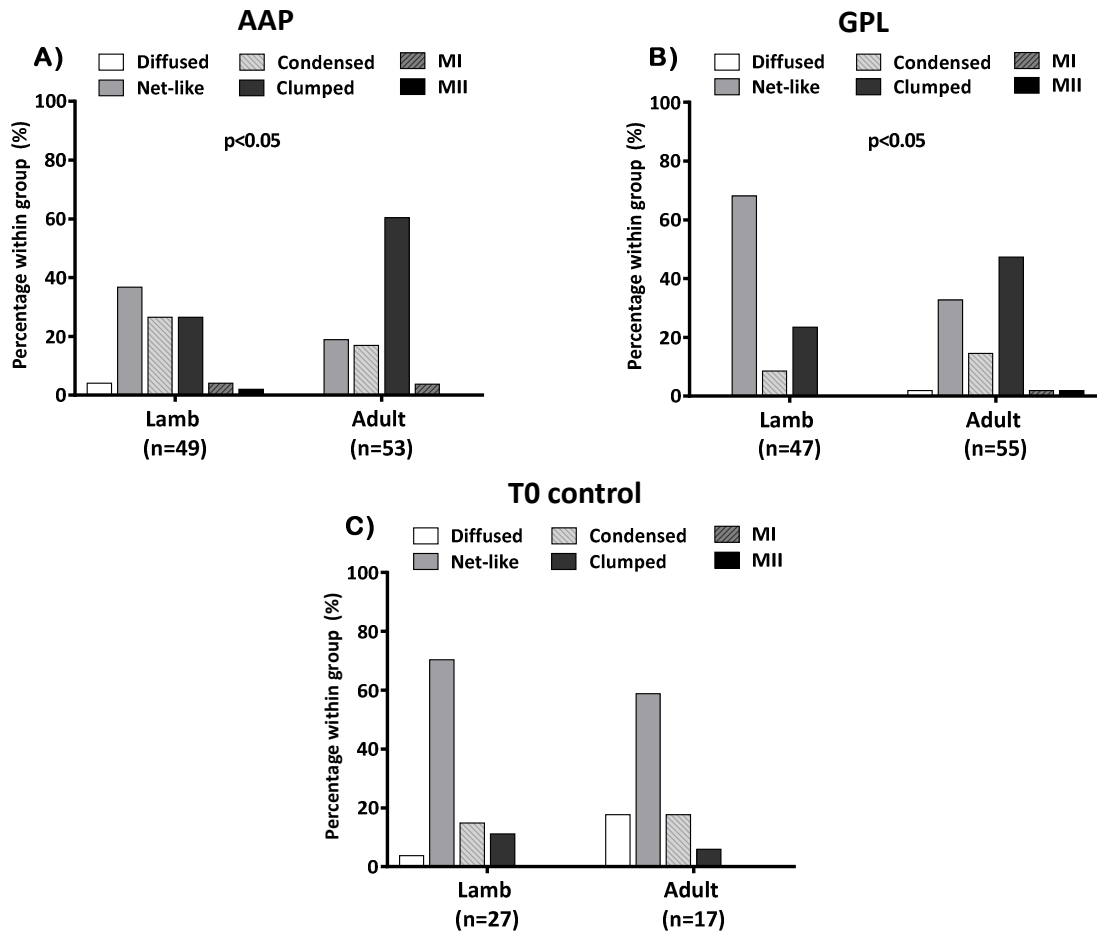 AAP
A)
Diffused Condensed MI
Net-like Clumped MII
Percentage within group (%)
100
80
60
40
20
0
p<0.05
Lamb Adult
(n=49) (n=53)
GPL
B)
Diffused Condensed MI
Net-like Clumped MII
Percentage within group (%)
100
80
60
40
20
0
p<0.05
Lamb Adult
(n=47) (n=55)
T0 control
C)
Diffused Condensed MI
Net-like Clumped MII
Percentage within group (%)
100
80
60
40
20
0
Lamb Adult
(n=27) (n=17)